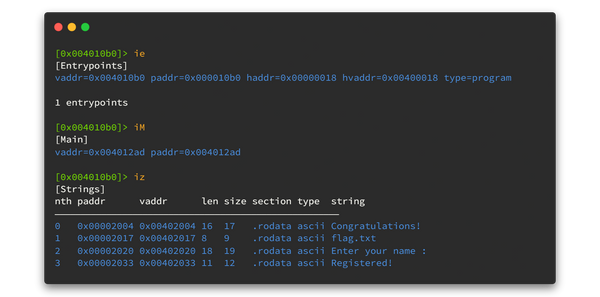 [0x004010b0]> ie
[Entrypoints]
vaddr=0x004010b0 paddr=0x000010b0 haddr=0x00000018 hvaddr=0x00400018 type=program
1 entrypoints
[0x004010b0]> iM
[Main]
vaddr=0x004012ad paddr=0x004012ad
[0x004010b0]> iz
[Strings]
nth paddr vaddr len size section type string
0 0x00002004 0x00402004 16 17 .rodata ascii Congratulations!
1 0x00002017 0x00402017 8 9 .rodata ascii flag.txt
2 0x00002020 0x00402020 18 19 .rodata ascii Enter your name :
3 0x00002033 0x00402033 11 12 .rodata ascii Registered!